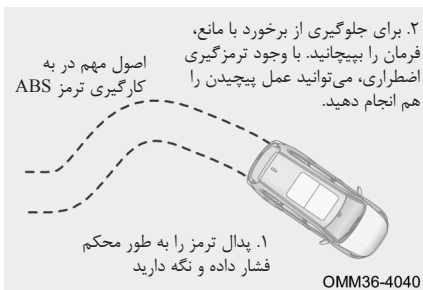 ۲. برای جلوگیری از برخورد با مانع،
فرمان را بپیچانید. با وجود ترمزگیری
اضطراری، می‌توانید عمل پیچیدن را
هم انجام دهید.
اصول مهم در به
کارگیری ترمز ABS
۱. پدال ترمز را به طور محکم
فشار داده و نگه دارید
OMM36-4040